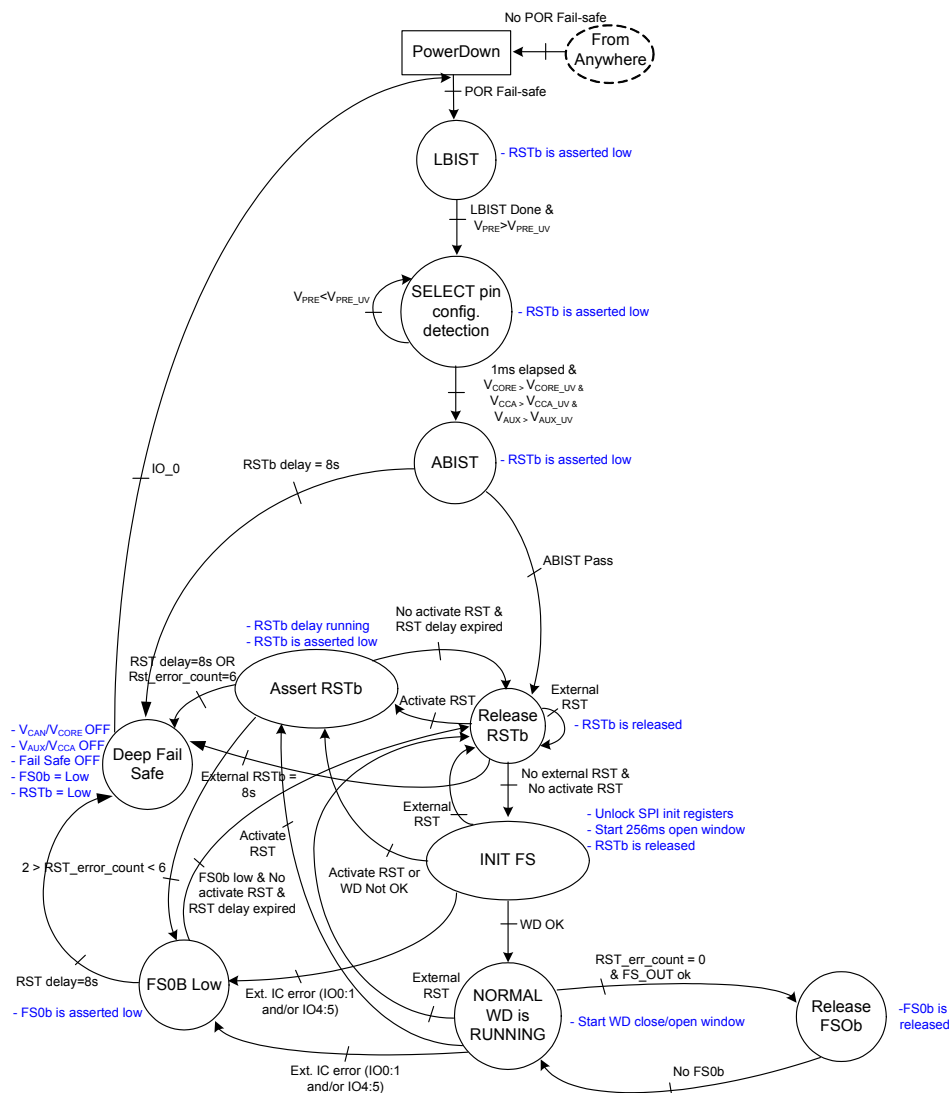 No POR Fail-safe
From
Anywhere
PowerDown
POR Fail-safe
LBIST
- RSTb is asserted low
LBIST Done &
VPRE>VPRE_UV
SELECT pin
config.
detection
VPRE<VPRE_UV
- RSTb is asserted low
1ms elapsed &
VCORE > VCORE_UV &
VCCA > VCCA_UV &
VAUX > VAUX_UV
ABIST
- RSTb is asserted low
RSTb delay = 8s
IO_0
ABIST Pass
No activate RST &
RST delay expired
- RSTb delay running
- RSTb is asserted low
RST delay=8s OR
Rst_error_count=6
Assert RSTb
Activate RST
External
RST
Release
RSTb
- RSTb is released
- VCAN/VCORE OFF
- VAUX/VCCA OFF
- Fail Safe OFF
- FS0b = Low
- RSTb = Low
Deep Fail
Safe
External RSTb =
8s
No external RST &
No activate RST
External
RST
- Unlock SPI init registers
- Start 256ms open window
- RSTb is released
Activate
RST
INIT FS
2 > RST_error_count < 6
FS0b low & No
activate RST &
RST delay expired
Activate RST or
WD Not OK
WD OK
RST_err_count = 0
& FS_OUT ok
RST delay=8s
FS0B Low
- FS0b is asserted low
Ext. IC error (IO0:1
and/or IO4:5)
External
RST
NORMAL
WD is
RUNNING
- Start WD close/open window
Release
FSOb
-FS0b is
released
Ext. IC error (IO0:1
and/or IO4:5)
No FS0b